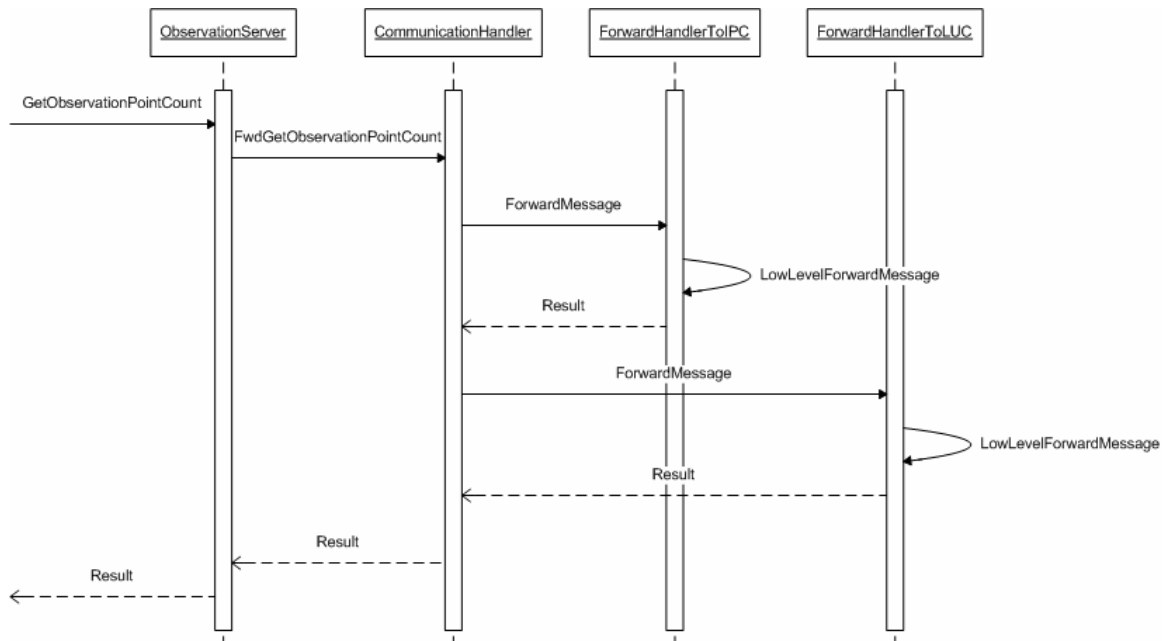 ObservationServer
CommunicationHandler
ForwardHandlerToIPC
ForwardHandlerToLUC
GetObservationPointCount
FwdGetObservationPointCount
ForwardMessage
LowLevelForwardMessage
Result
ForwardMessage
LowLevelForwardMessage
Result
Result
Result